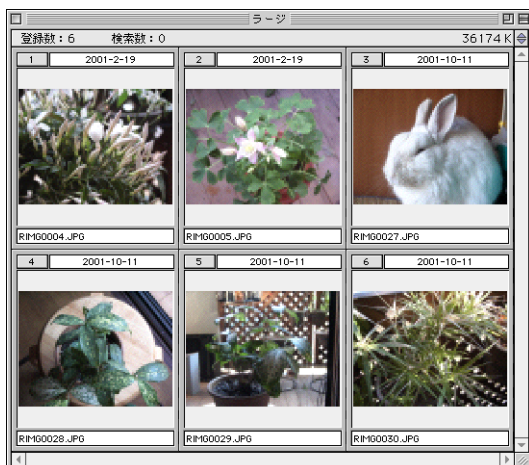 ラージ
登録数:6 検索数:0 36174 K
1 2001-2-19 2 2001-2-19 3 2001-10-11
RIMG0004.JPG RIMG0005.JPG RIMG0027.JPG
4 2001-10-11 5 2001-10-11 6 2001-10-11
RIMG0028.JPG RIMG0029.JPG RIMG0030.JPG